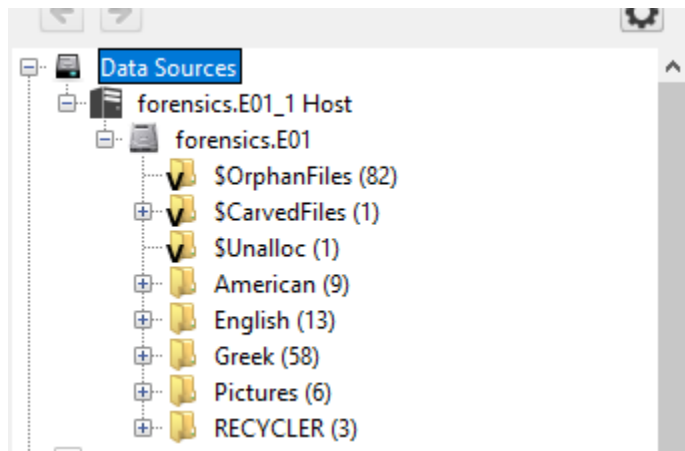 Data Sources
forensics.E01_1 Host
forensics.E01
$OrphanFiles (82)
$CarvedFiles (1)
$Unalloc (1)
American (9)
English (13)
Greek (58)
Pictures (6)
RECYCLER (3)